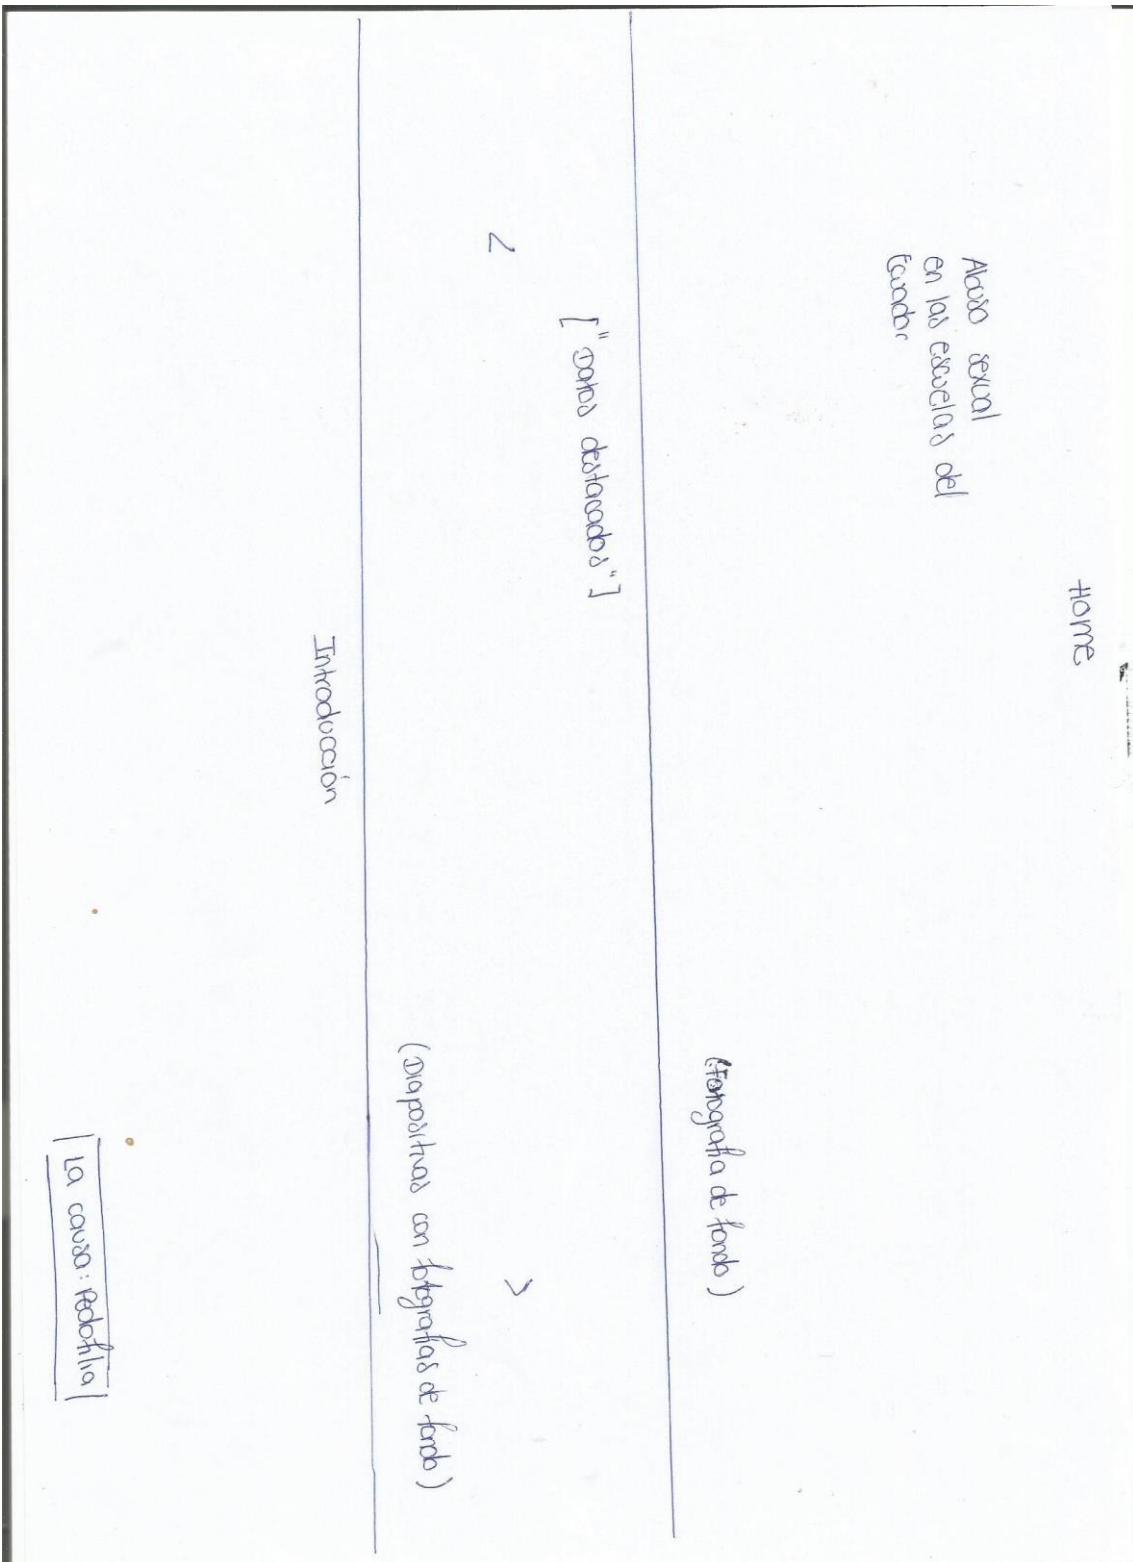 Home
Abuso sexual
en las escuelas del
Ecuador
(Fotografía de fondo)
["Datos destacados"]
< >
(Diapositivas con fotografías de fondo)
Introducción
La causa: Pedofilia